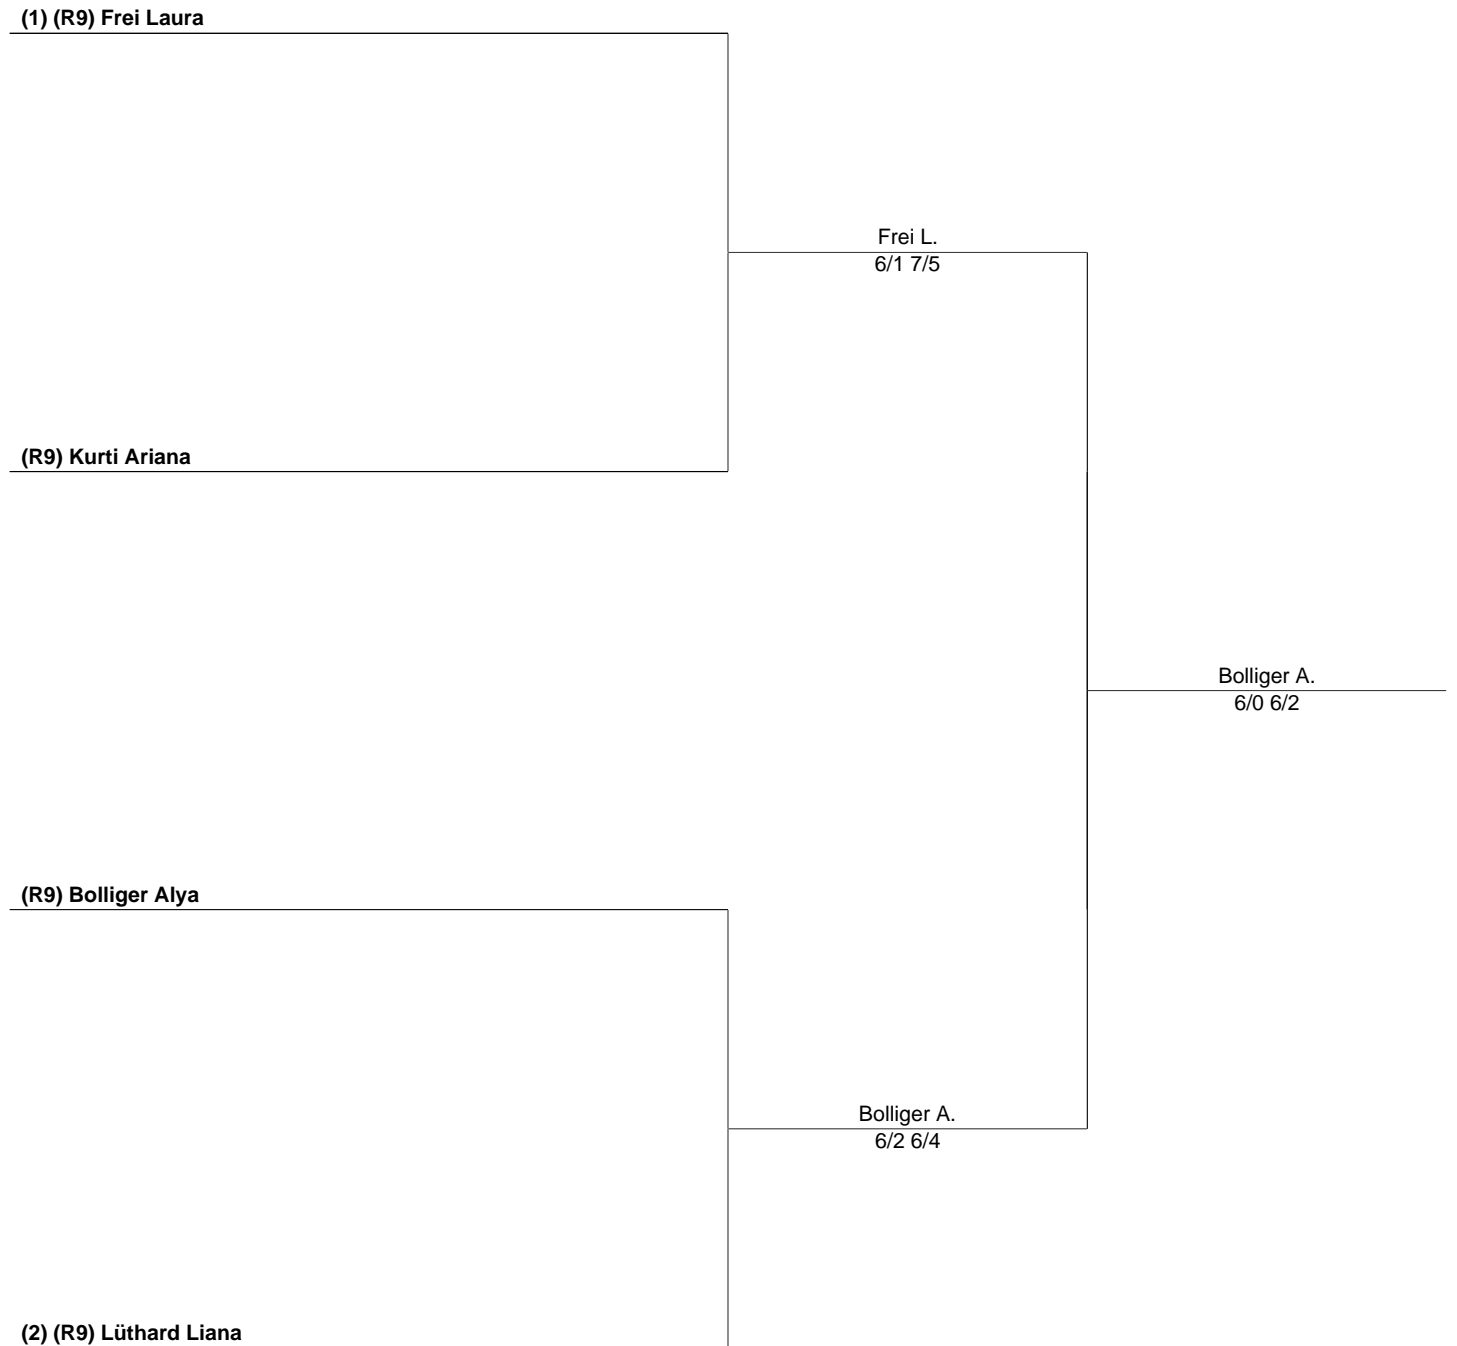 (1) (R9) Frei Laura
Frei L.
6/1 7/5
(R9) Kurti Ariana
Bolliger A.
6/0 6/2
(R9) Bolliger Alya
Bolliger A.
6/2 6/4
(2) (R9) Lüthard Liana